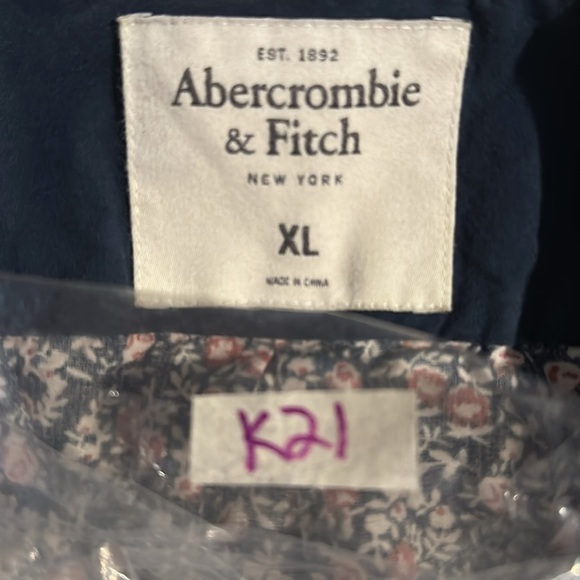 EST. 1892
Abercrombie
& Fitch
NEW YORK
XL
MADE IN CHINA
K21